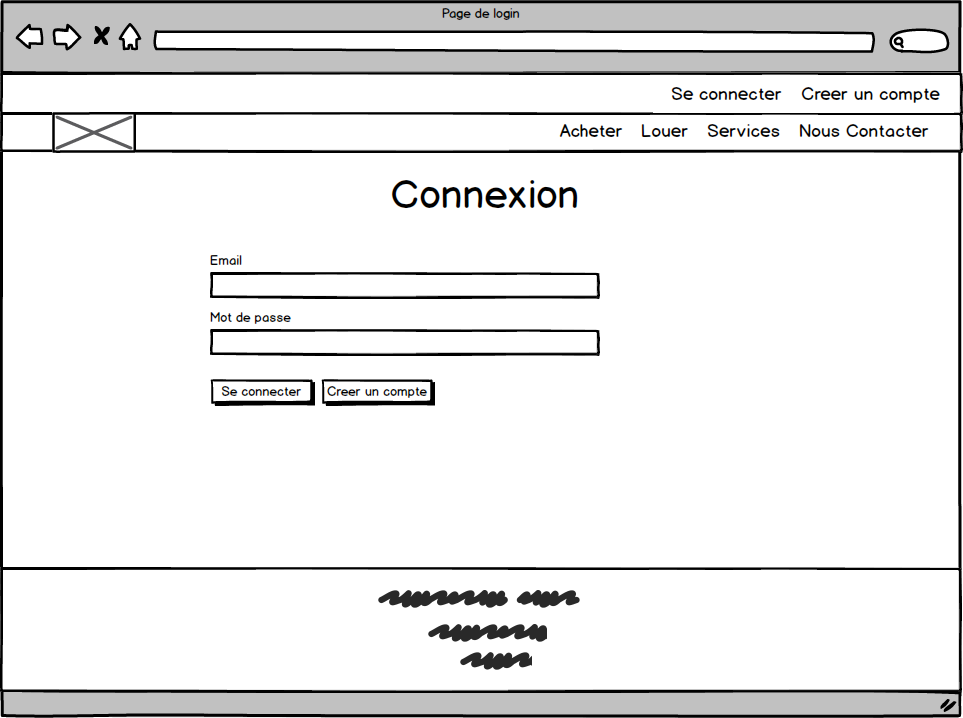 Page de login
Se connecter Creer un compte
Acheter Louer Services Nous Contacter
Connexion
Email
Mot de passe
Se connecter Creer un compte